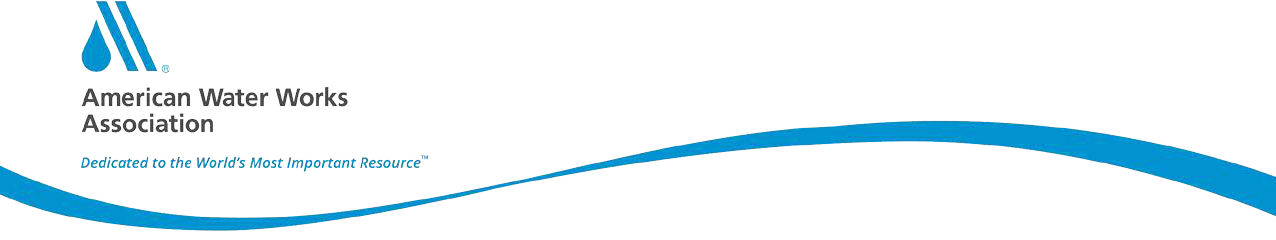 ®
American Water Works
Association
Dedicated to the World's Most Important Resource™